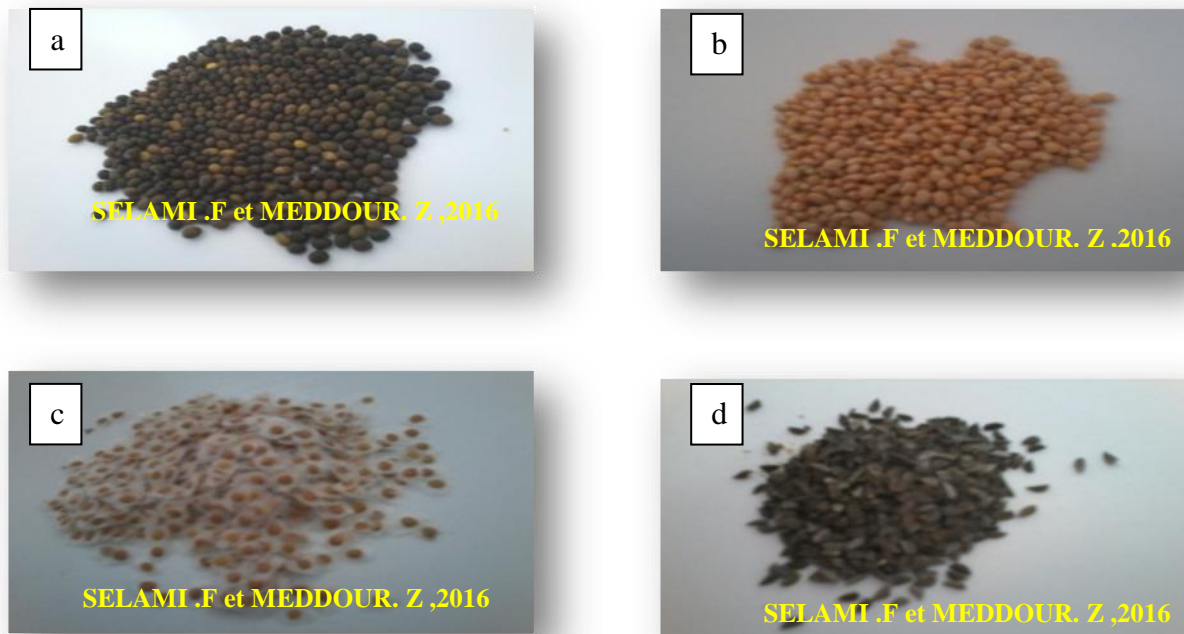 a
b
SELAMI .F et MEDDOUR. Z ,2016
SELAMI .F et MEDDOUR. Z .2016
c
d
SELAMI .F et MEDDOUR. Z ,2016
SELAMI .F et MEDDOUR. Z ,2016